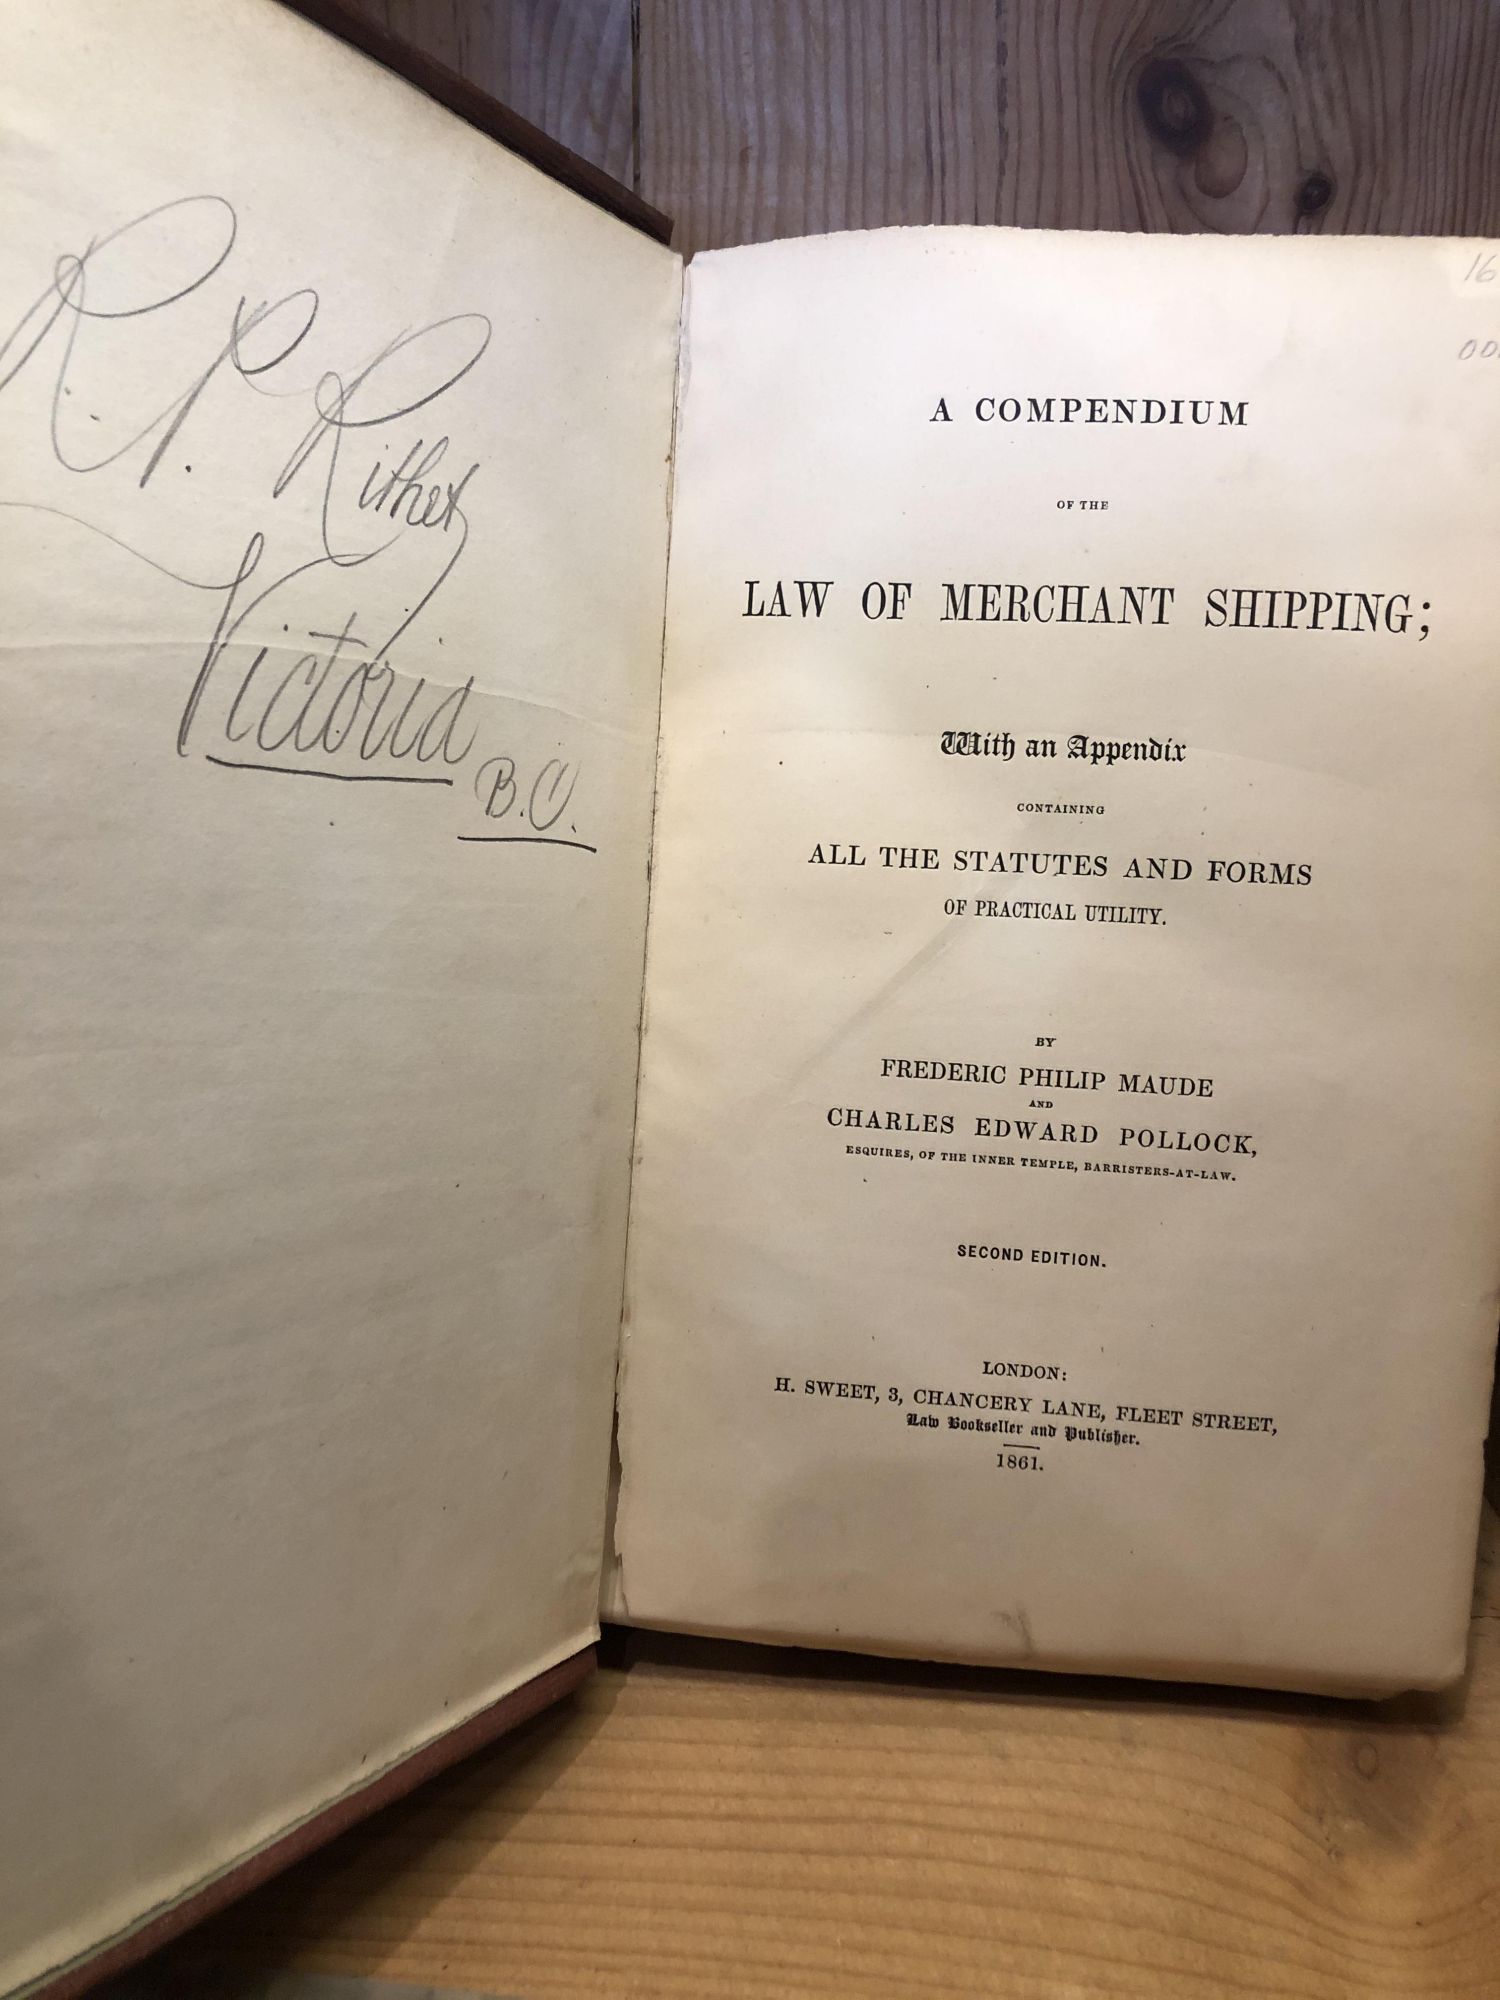 R. P. Rithet
Victoria
B.C.
16
A COMPENDIUM
OF THE
LAW OF MERCHANT SHIPPING;
With an Appendix
CONTAINING
ALL THE STATUTES AND FORMS
OF PRACTICAL UTILITY.
BY
FREDERIC PHILIP MAUDE
AND
CHARLES EDWARD POLLOCK,
ESQUIRES, OF THE INNER TEMPLE, BARRISTERS-AT-LAW.
SECOND EDITION.
LONDON:
H. SWEET, 3, CHANCERY LANE, FLEET STREET,
Law Bookseller and Publisher.
1861.